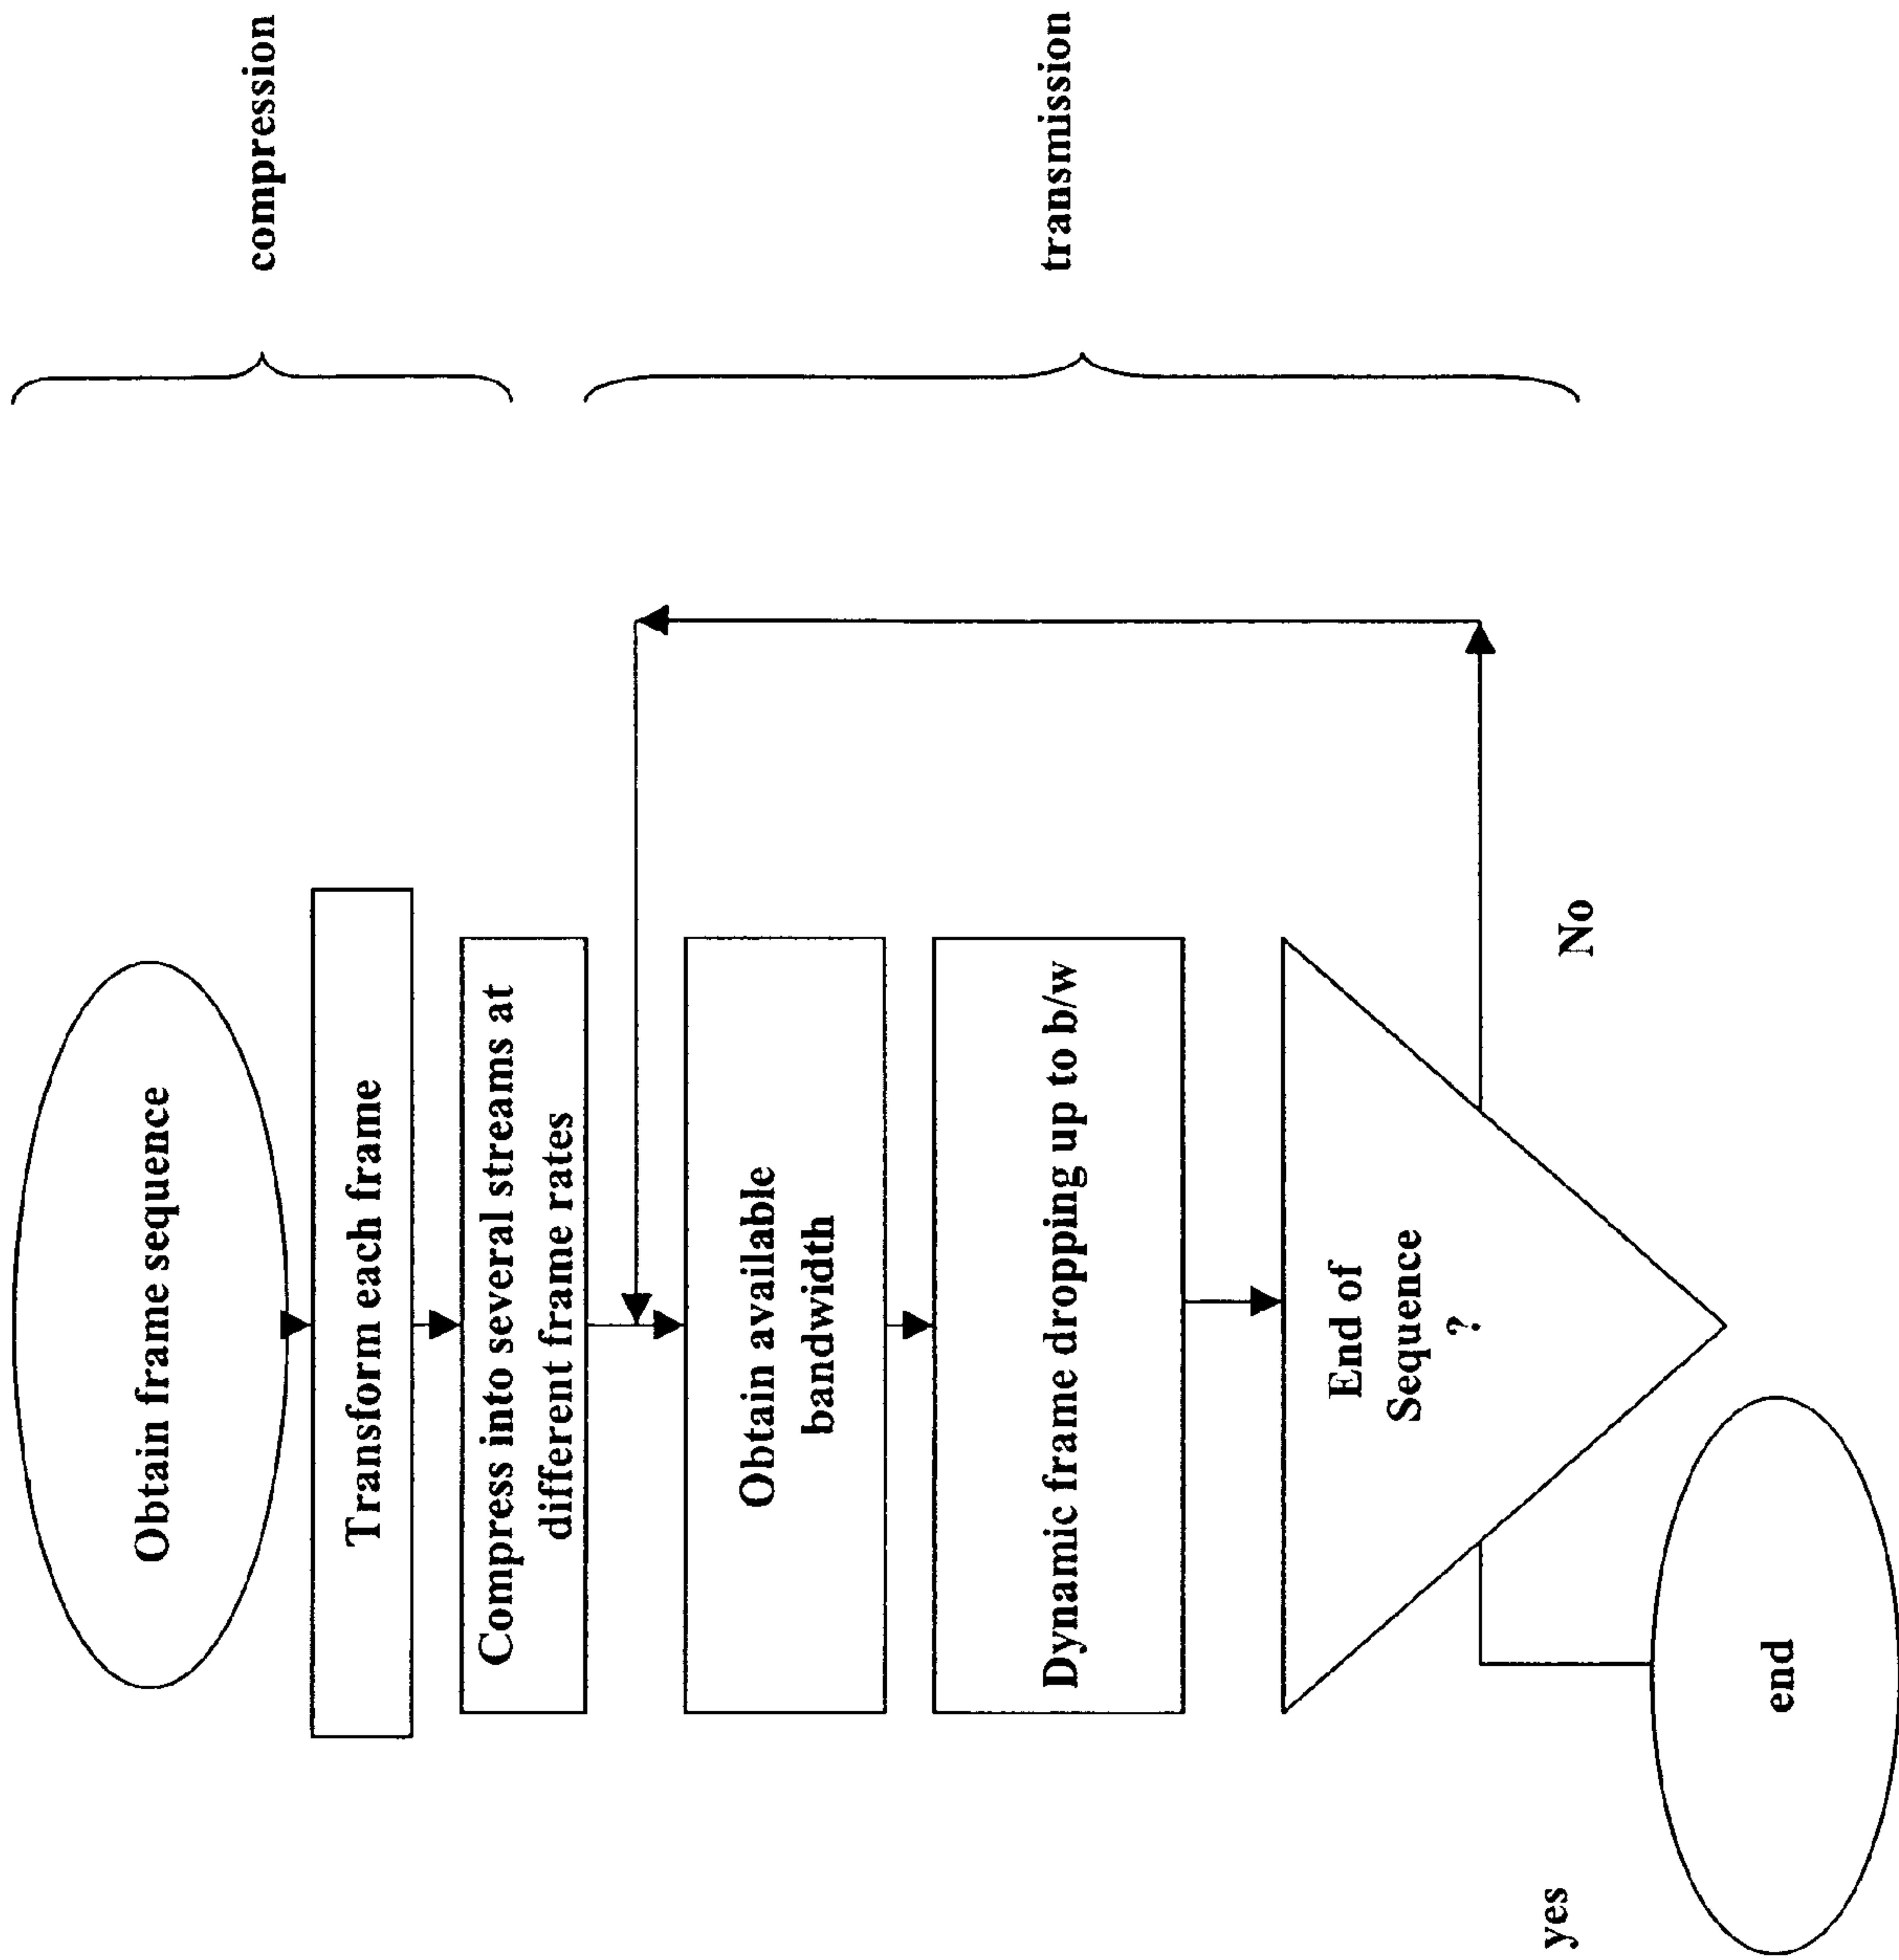 Obtain frame sequence
Transform each frame
Compress into several streams at
different frame rates
compression
Obtain available
bandwidth
Dynamic frame dropping up to b/w
End of
Sequence
?
transmission
No
yes
end